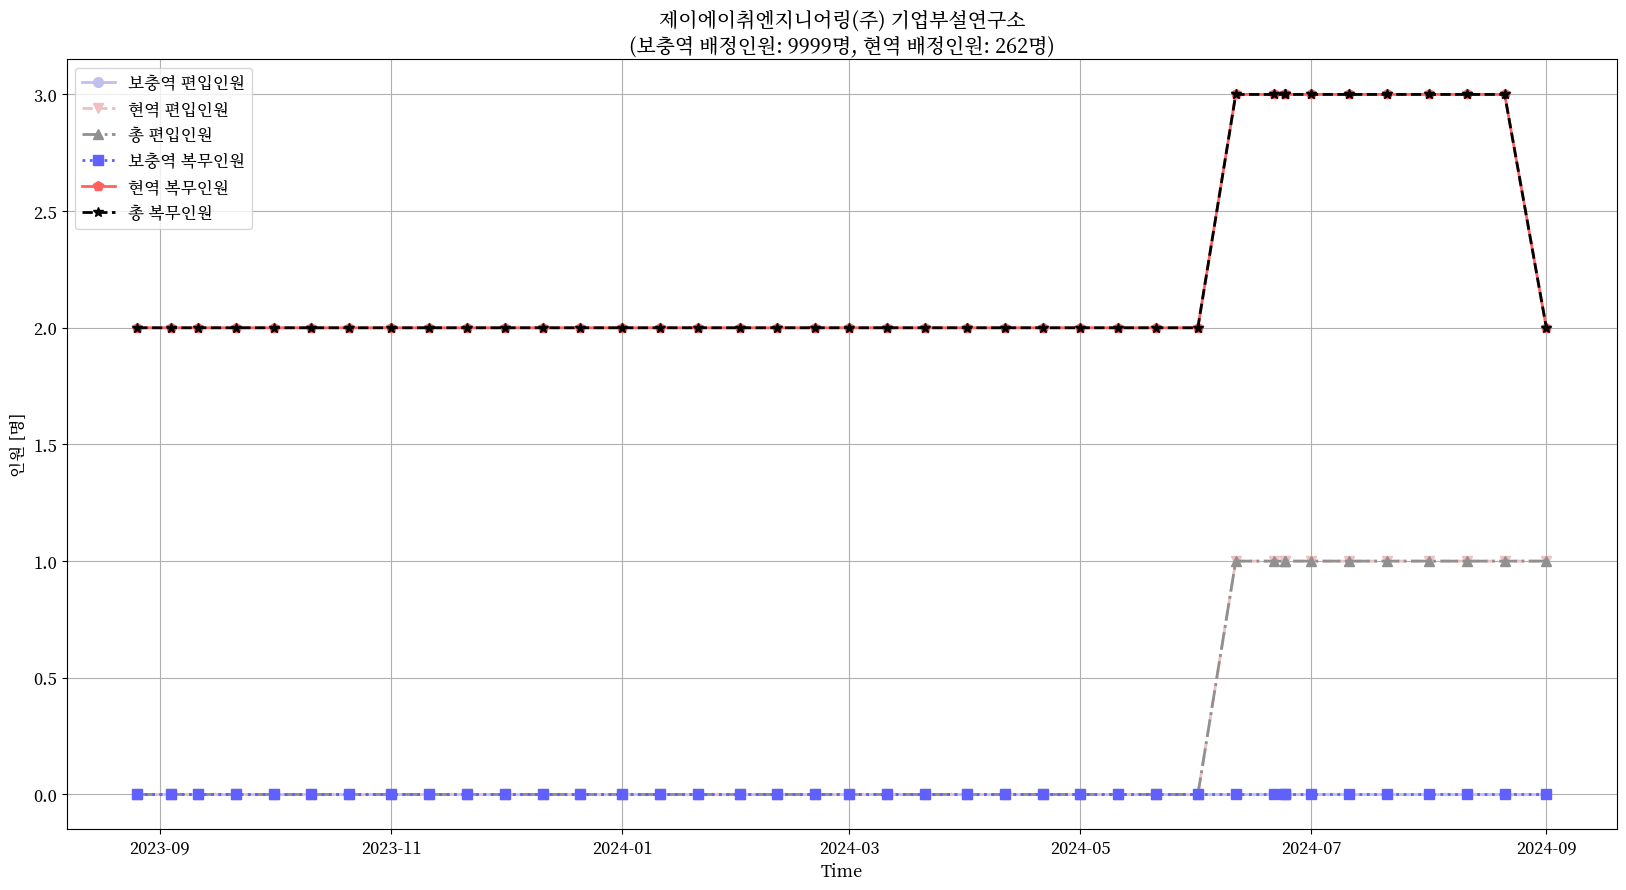 제이에이취엔지니어링(주) 기업부설연구소
(보충역 배정인원: 9999명, 현역 배정인원: 262명)
보충역 편입인원
현역 편입인원
총 편입인원
보충역 복무인원
현역 복무인원
총 복무인원
인원 [명]
3.0
2.5
2.0
1.5
1.0
0.5
0.0
2023-09
2023-11
2024-01
2024-03
2024-05
2024-07
2024-09
Time